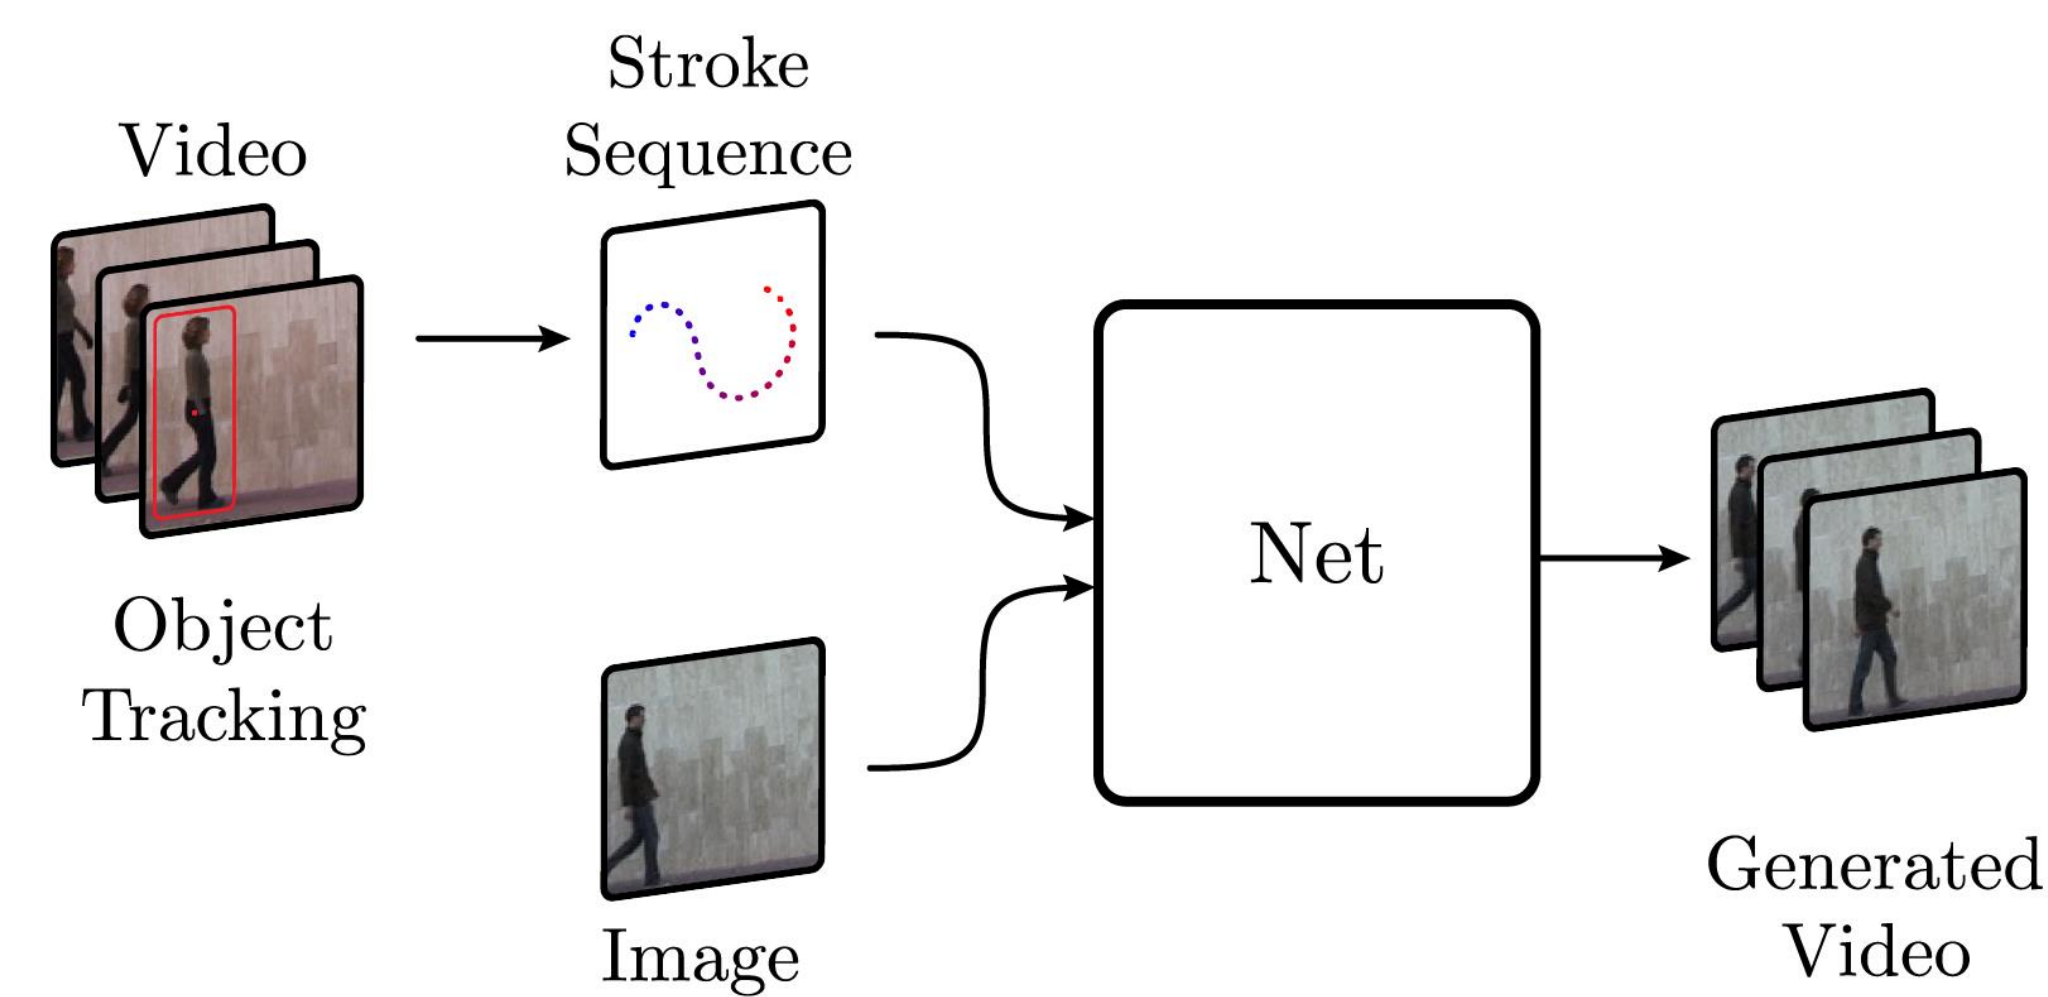 Video
Object
Tracking
Stroke
Sequence
Image
Net
Generated
Video